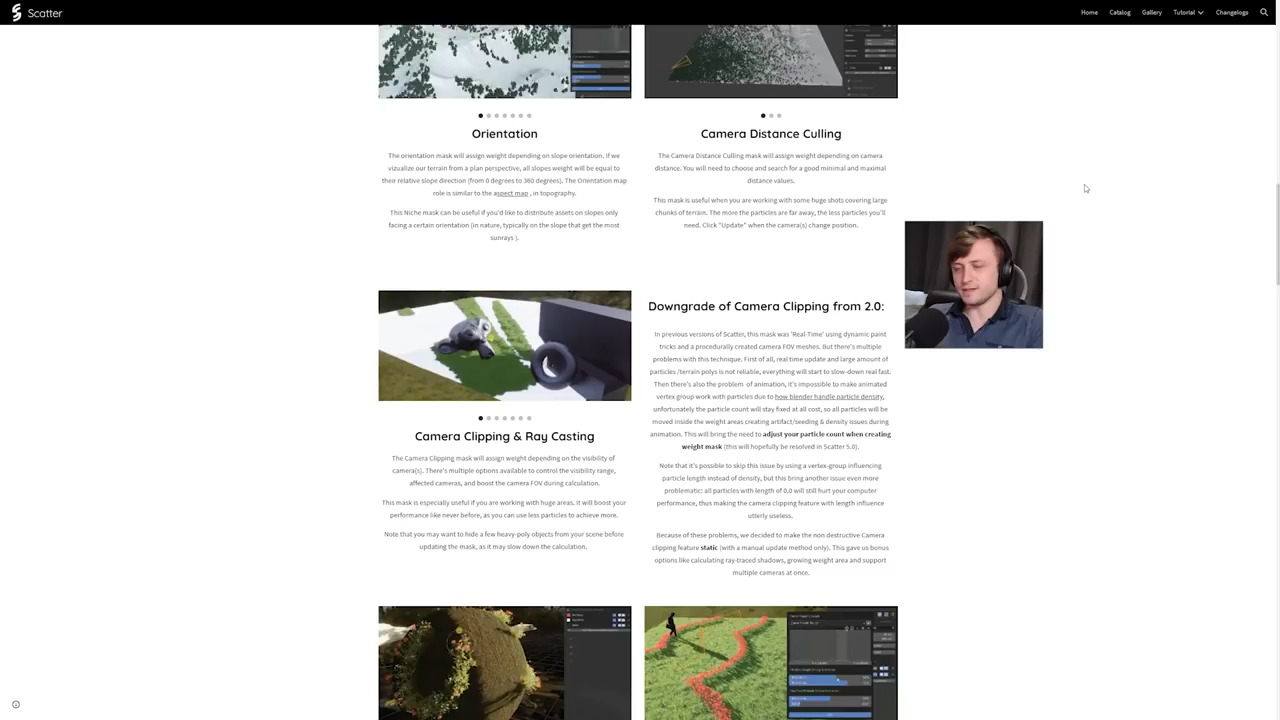 Scatter
Home
Catalog
Gallery
Tutorial
Changelogs
Orientation
The orientation mask will assign weight depending on slope orientation. If we
vizualize our terrain from a plan perspective, all slopes weight will be equal to
their relative slope direction (from 0 degrees to 360 degrees). The Orientation map
role is similar to the aspect map , in topography.
This Niche mask can be useful if you'd like to distribute assets on slopes only
facing a certain orientation (in nature, typically on the slope that get the most
sunrays ).
Camera Distance Culling
The Camera Distance Culling mask will assign weight depending on camera
distance. You will need to choose and search for a good minimal and maximal
distance values.
This mask is useful when you are working with some huge shots covering large
chunks of terrain. The more the particles are far away, the less particles you'll
need. Click "Update" when the camera(s) change position.
Camera Clipping & Ray Casting
The Camera Clipping mask will assign weight depending on the visibility of
camera(s). There's multiple options available to control the visibility range,
affected cameras, and boost the camera FOV during calculation.
This mask is especially useful if you are working with huge areas. It will boost your
performance like never before, as you can use less particles to achieve more.
Note that you may want to hide a few heavy-poly objects from your scene before
updating the mask, as it may slow down the calculation.
Downgrade of Camera Clipping from 2.0:
In previous versions of Scatter, this mask was 'Real-Time' using dynamic paint
tricks and a procedurally created camera FOV meshes. But there's multiple
problems with this technique. First of all, real time update and large amount of
particles /terrain polys is not reliable, everything will start to slow-down real fast.
Then there's also the problem of animation, it's impossible to make animated
vertex group work with particles due to how blender handle particle density,
unfortunately the particle count will stay fixed at all cost, so all particles will be
moved inside the weight areas creating artifact/seeding & density issues during
animation. This will bring the need to adjust your particle count when creating
weight mask (this will hopefully be resolved in Scatter 5.0).
Note that it's possible to skip this issue by using a vertex-group influencing
particle length instead of density, but this bring another issue even more
problematic: all particles with length of 0.0 will still hurt your computer
performance, thus making the camera clipping feature with length influence
utterly useless.
Because of these problems, we decided to make the non destructive Camera
clipping feature static (with a manual update method only). This gave us bonus
options like calculating ray-traced shadows, growing weight area and support
multiple cameras at once.